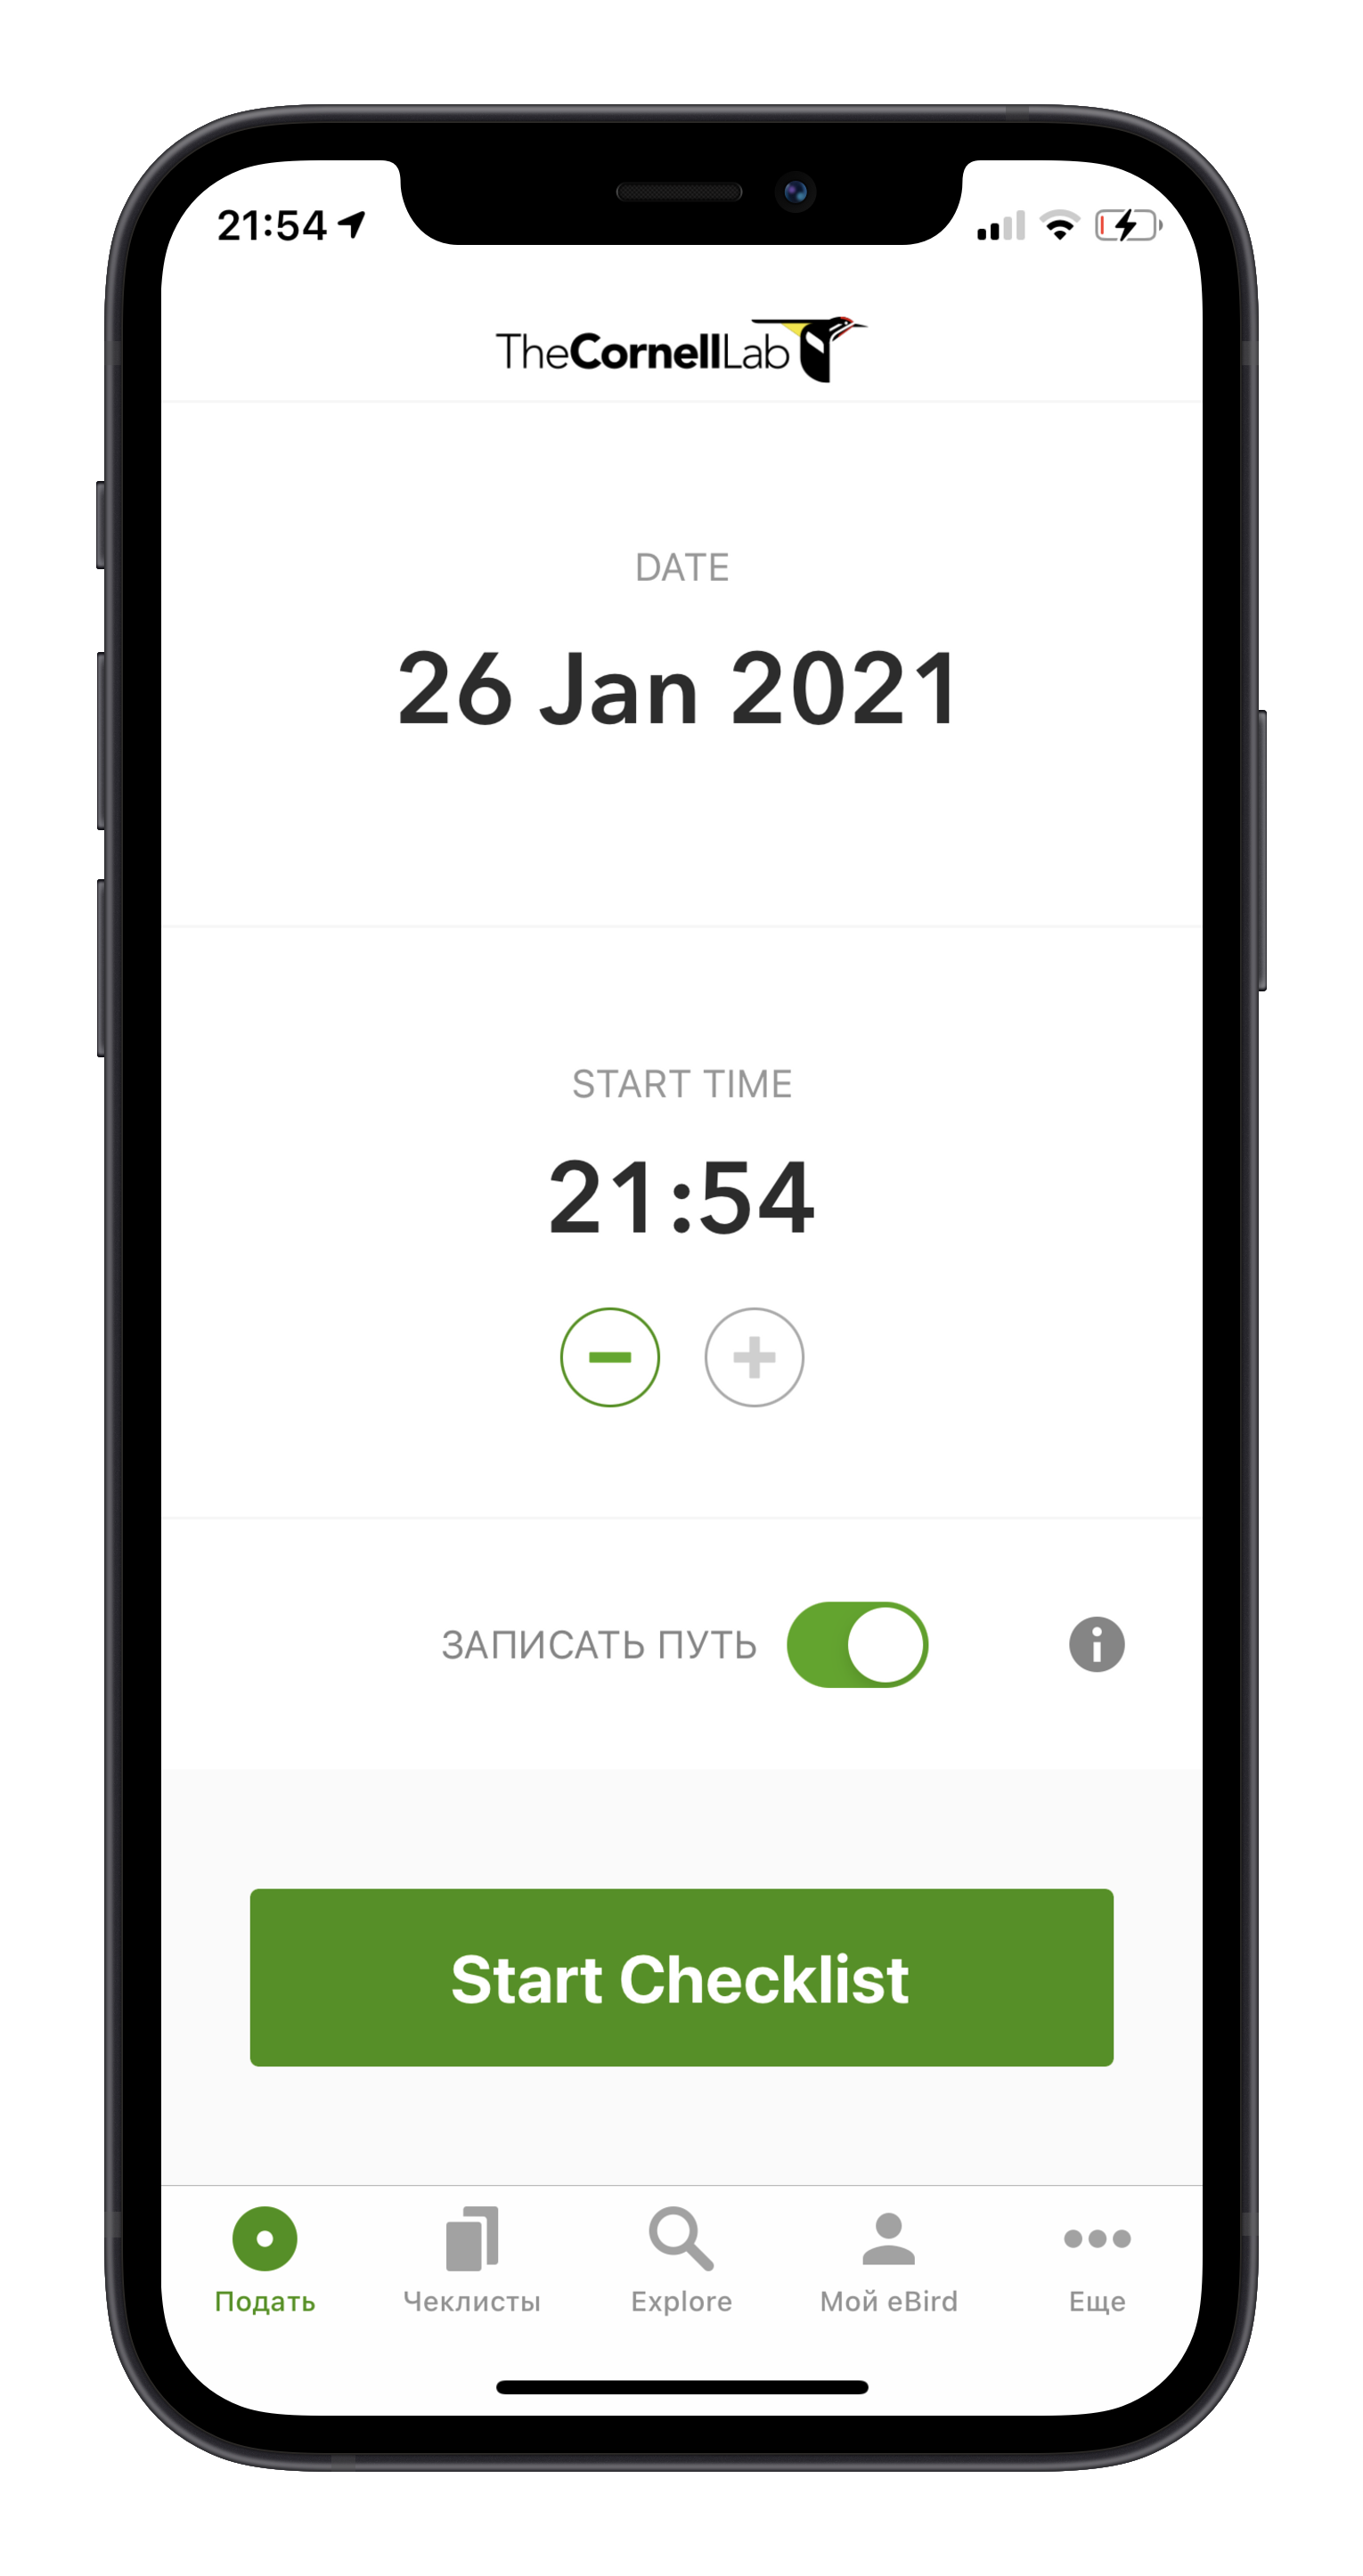 21:54
TheCornellLab
DATE
26 Jan 2021
START TIME
21:54
ЗАПИСАТЬ ПУТЬ
Start Checklist
Подать
Чеклисты
Explore
Мой eBird
Еще